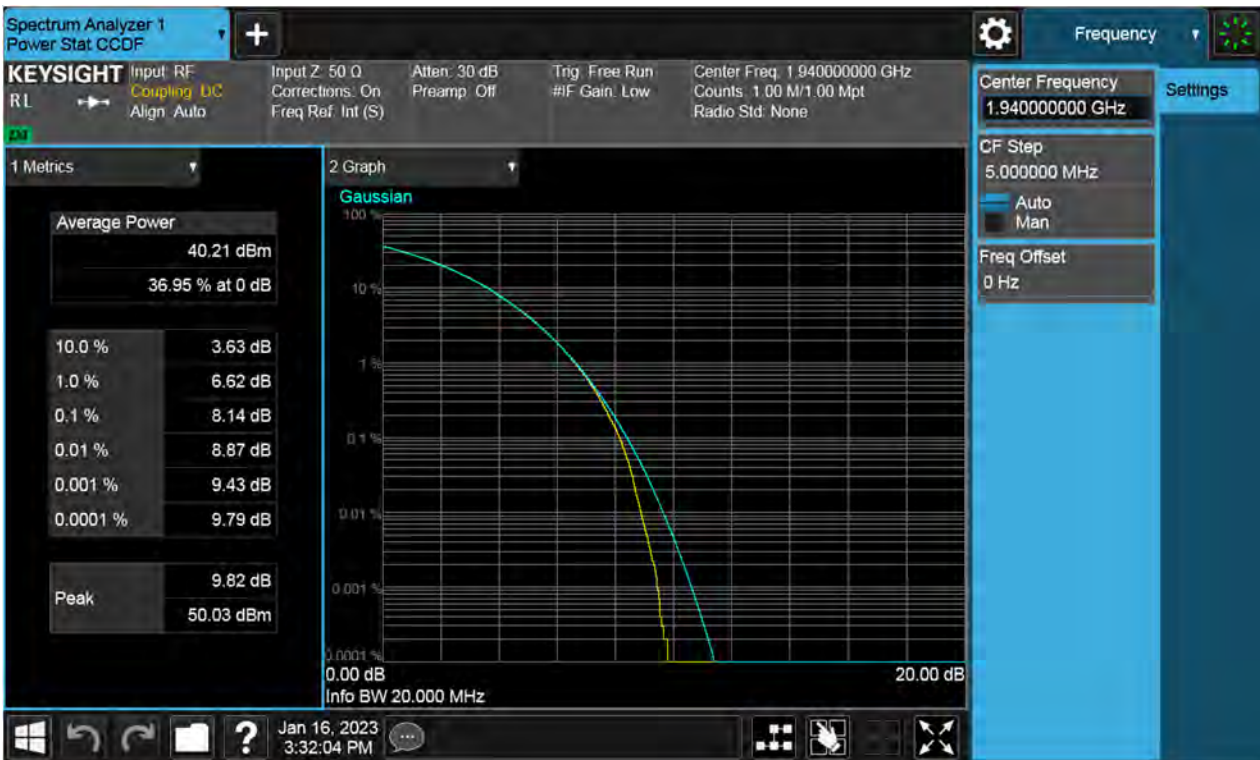 Spectrum Analyzer 1
Power Stat CCDF
+
Frequency
KEYSIGHT
RL
Input: RF
Coupling: DC
Align: Auto
Input Z: 50 Ω
Corrections: On
Freq Ref: Int (S)
Atten: 30 dB
Preamp: Off
Trig: Free Run
#IF Gain: Low
Center Freq: 1.940000000 GHz
Counts: 1.00 M/1.00 Mpt
Radio Std: None
1 Metrics
Average Power
40.21 dBm
36.95 % at 0 dB
10.0 % 3.63 dB
1.0 % 6.62 dB
0.1 % 8.14 dB
0.01 % 8.87 dB
0.001 % 9.43 dB
0.0001 % 9.79 dB
Peak
9.82 dB
50.03 dBm
2 Graph
Gaussian
100 %
10 %
1 %
0.1 %
0.01 %
0.001 %
0.0001 %
0.00 dB 20.00 dB
Info BW 20.000 MHz
Center Frequency
1.940000000 GHz
CF Step
5.000000 MHz
Auto
Man
Freq Offset
0 Hz
Settings
?
Jan 16, 2023
3:32:04 PM